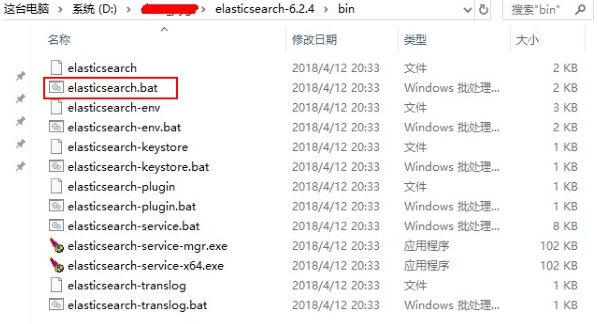 这台电脑 › 系统 (D:) › elasticsearch-6.2.4 › bin 搜索"bin"
名称 修改日期 类型 大小
elasticsearch 2018/4/12 20:33 文件 2 KB
elasticsearch.bat 2018/4/12 20:33 Windows 批处理... 2 KB
elasticsearch-env 2018/4/12 20:33 文件 3 KB
elasticsearch-env.bat 2018/4/12 20:33 Windows 批处理... 2 KB
elasticsearch-keystore 2018/4/12 20:33 文件 1 KB
elasticsearch-keystore.bat 2018/4/12 20:33 Windows 批处理... 1 KB
elasticsearch-plugin 2018/4/12 20:33 文件 1 KB
elasticsearch-plugin.bat 2018/4/12 20:33 Windows 批处理... 1 KB
elasticsearch-service.bat 2018/4/12 20:33 Windows 批处理... 8 KB
elasticsearch-service-mgr.exe 2018/4/12 20:33 应用程序 102 KB
elasticsearch-service-x64.exe 2018/4/12 20:33 应用程序 102 KB
elasticsearch-translog 2018/4/12 20:33 文件 1 KB
elasticsearch-translog.bat 2018/4/12 20:33 Windows 批处理... 1 KB